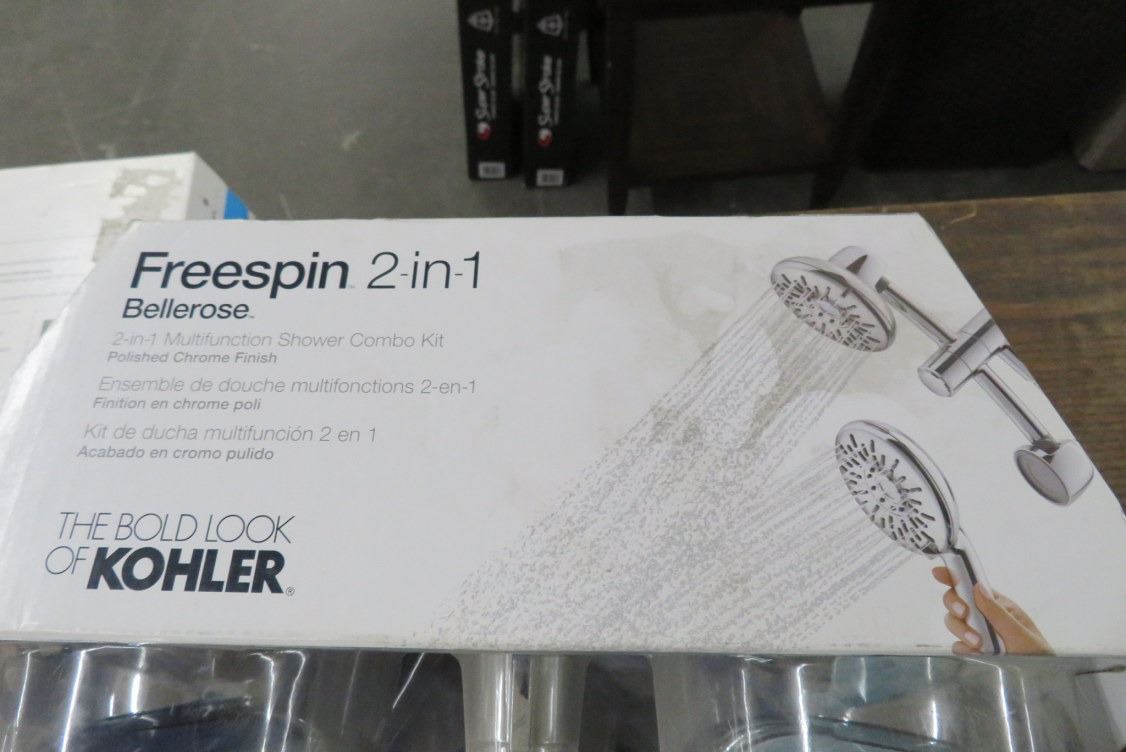 Freespin™ 2-in-1
Bellerose™
2-in-1 Multifunction Shower Combo Kit
Polished Chrome Finish
Ensemble de douche multifonctions 2-en-1
Finition en chrome poli
Kit de ducha multifunción 2 en 1
Acabado en cromo pulido
THE BOLD LOOK
OF KOHLER®